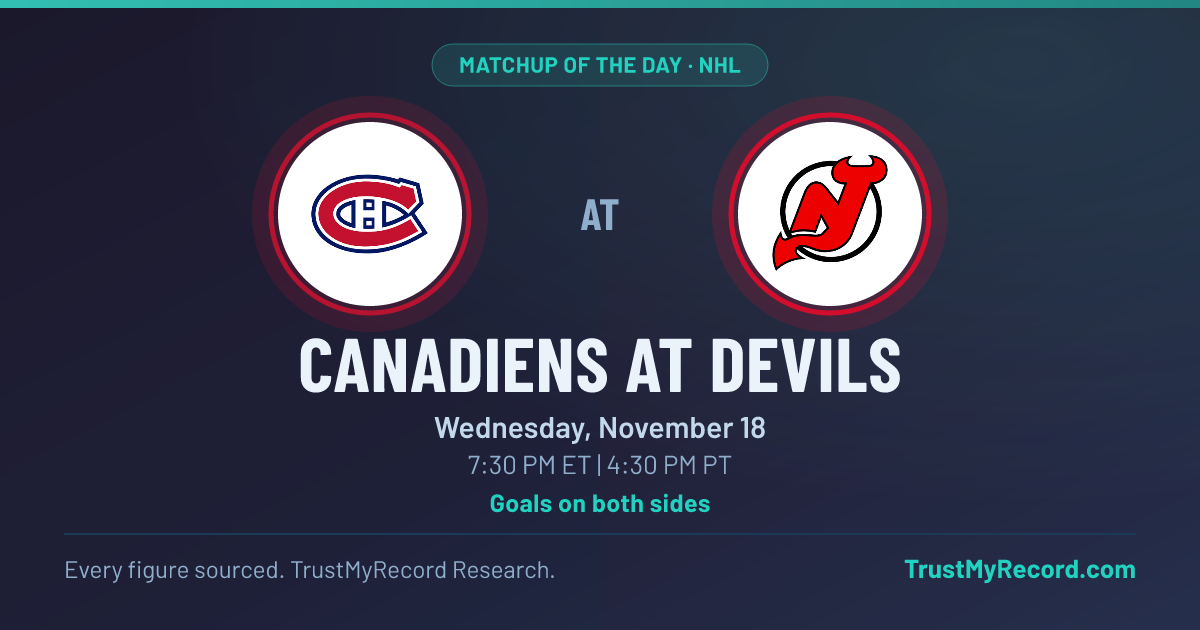 MATCHUP OF THE DAY · NHL
AT
CANADIENS AT DEVILS
Wednesday, November 18
7:30 PM ET | 4:30 PM PT
Goals on both sides
Every figure sourced. TrustMyRecord Research.
TrustMyRecord.com